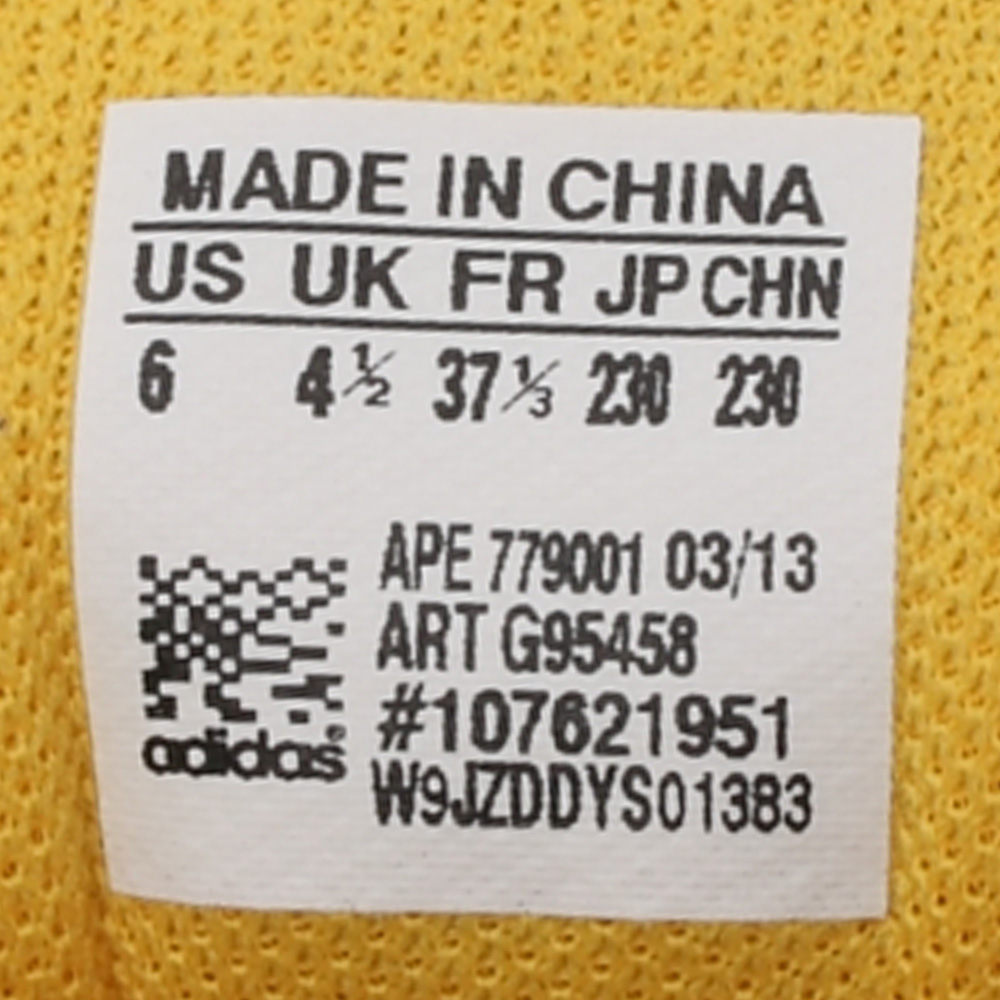 MADE IN CHINA
US UK FR JP CHN
6 4½ 37⅓ 230 230
APE 779001 03/13
ART G95458
#107621951
adidas®
W9JZDDYS01383